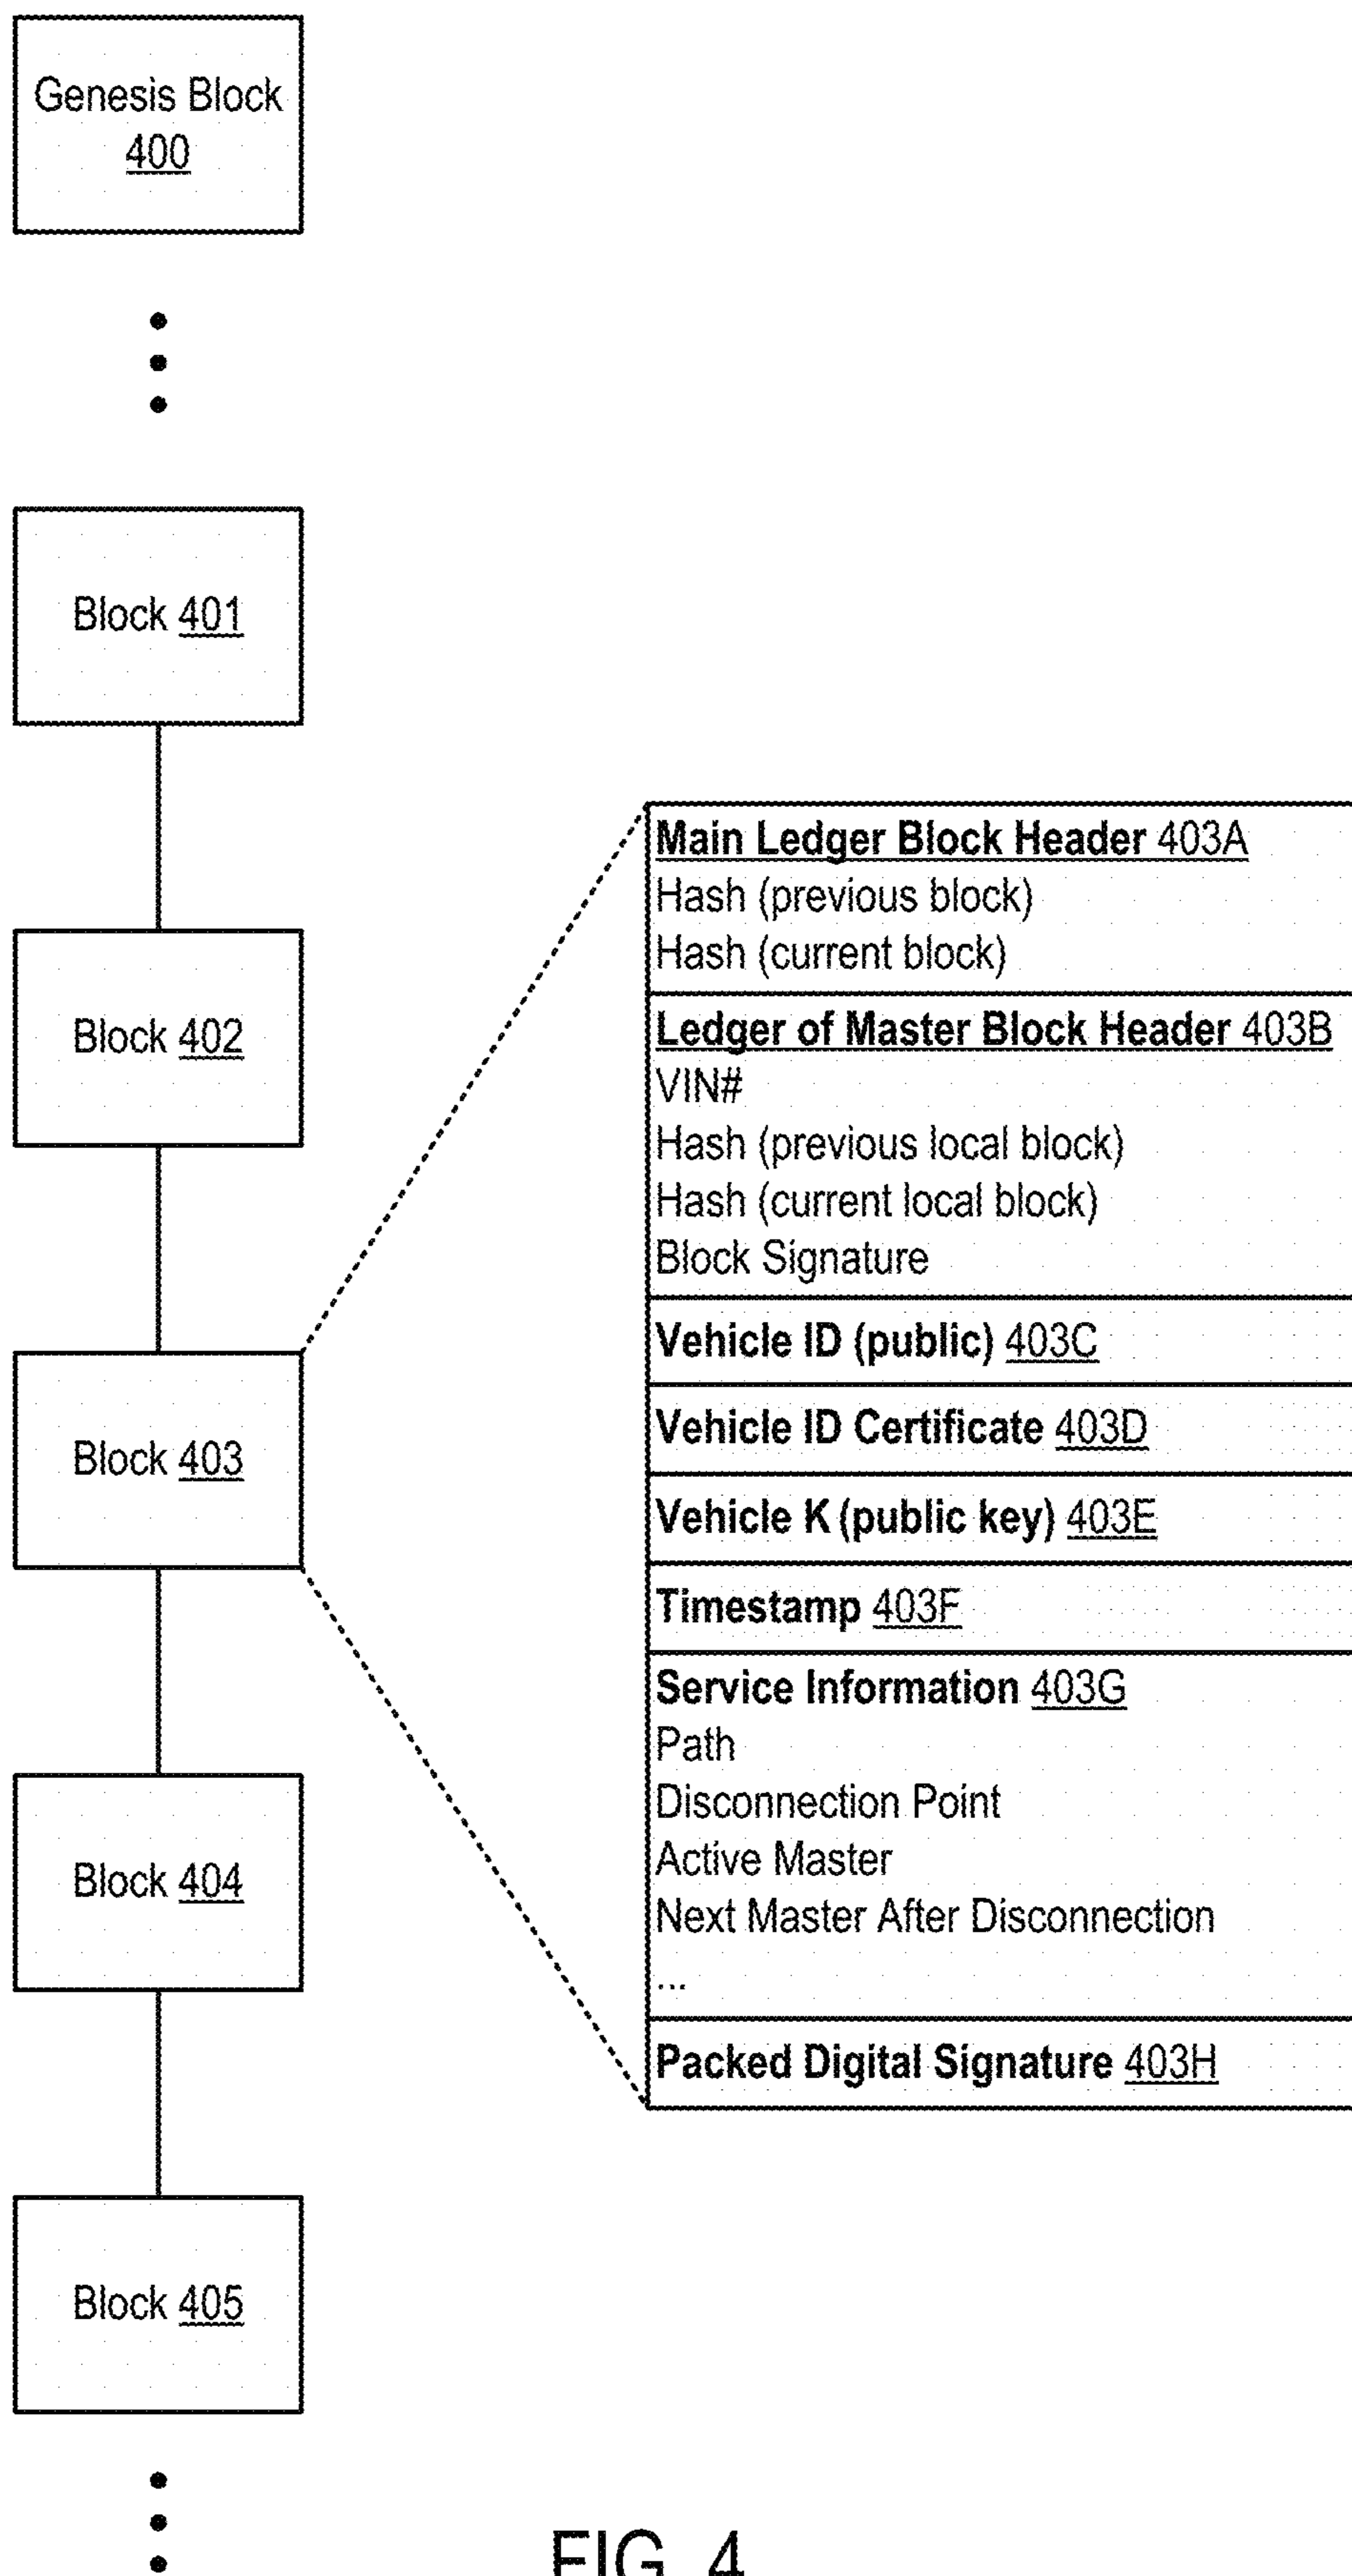 Genesis Block
400
Block 401
Block 402
Block 403
Block 404
Block 405
Main Ledger Block Header 403A
Hash (previous block)
Hash (current block)
Ledger of Master Block Header 403B
VIN#
Hash (previous local block)
Hash (current local block)
Block Signature
Vehicle ID (public) 403C
Vehicle ID Certificate 403D
Vehicle K (public key) 403E
Timestamp 403F
Service Information 403G
Path
Disconnection Point
Active Master
Next Master After Disconnection
...
Packed Digital Signature 403H
FIG. 4